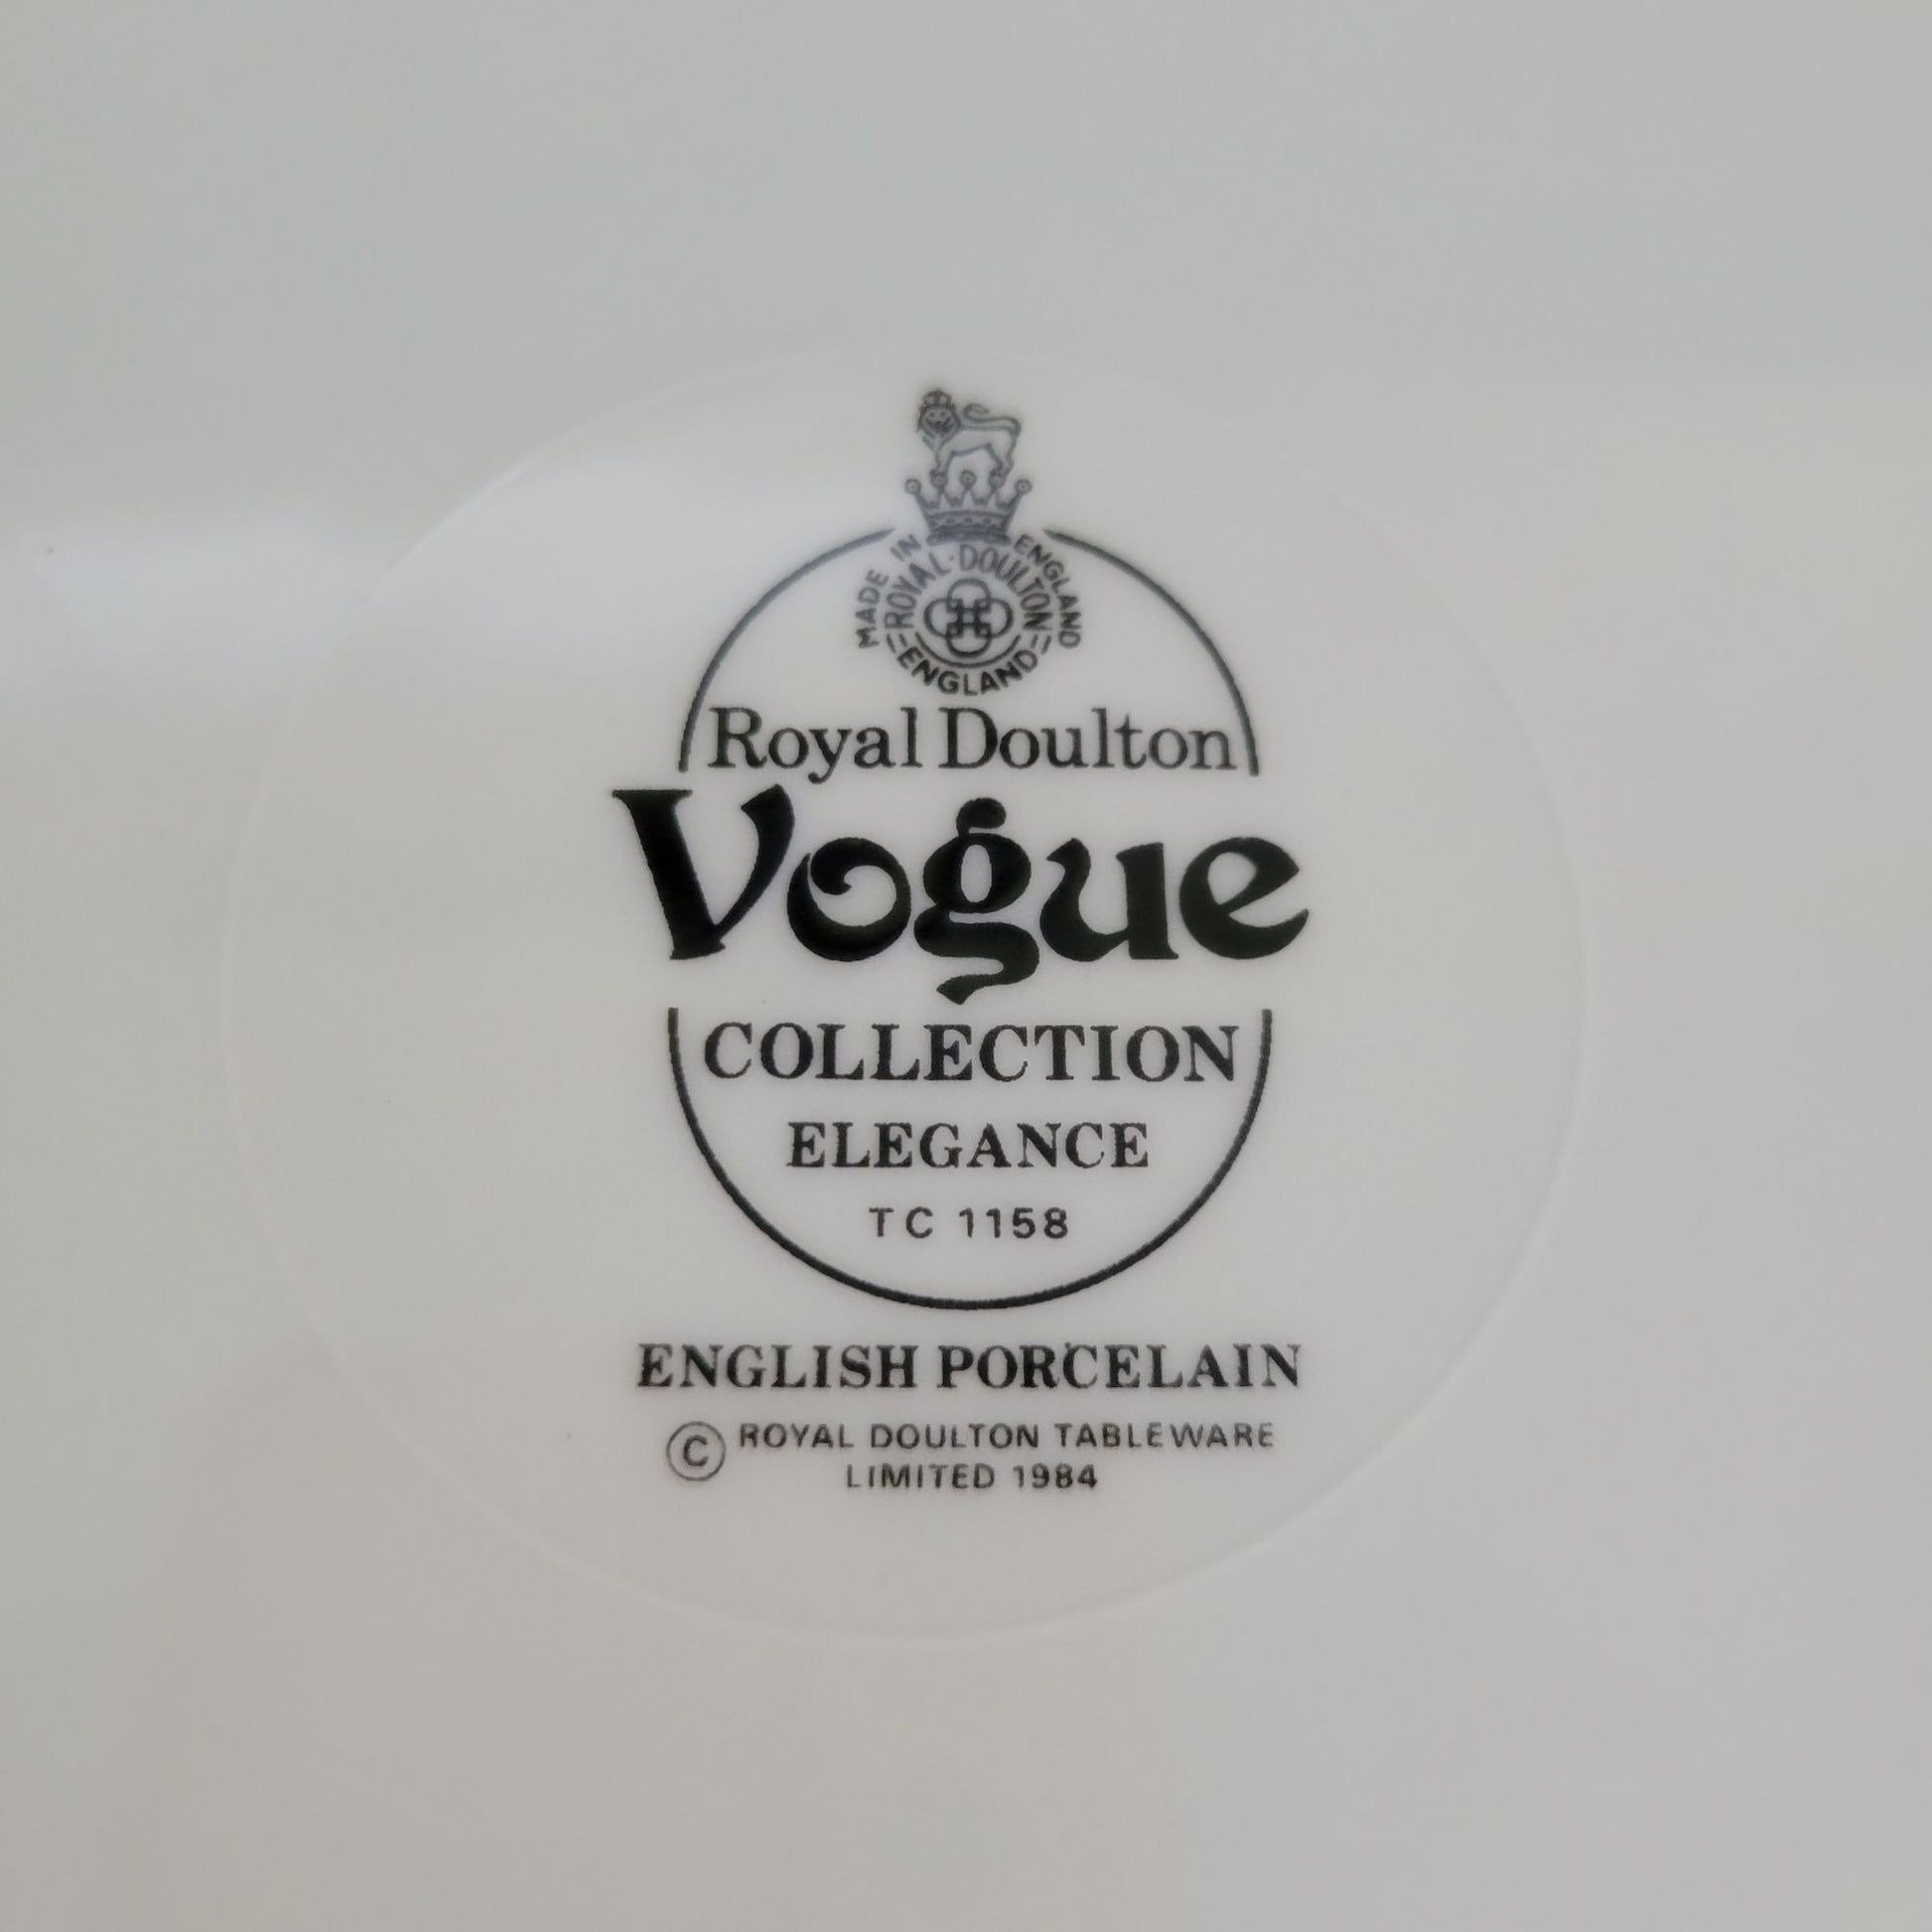 MADE IN ENGLAND
ROYAL·DOULTON
ENGLAND
Royal Doulton
Vogue
COLLECTION
ELEGANCE
TC 1158
ENGLISH PORCELAIN
© ROYAL DOULTON TABLEWARE
LIMITED 1984